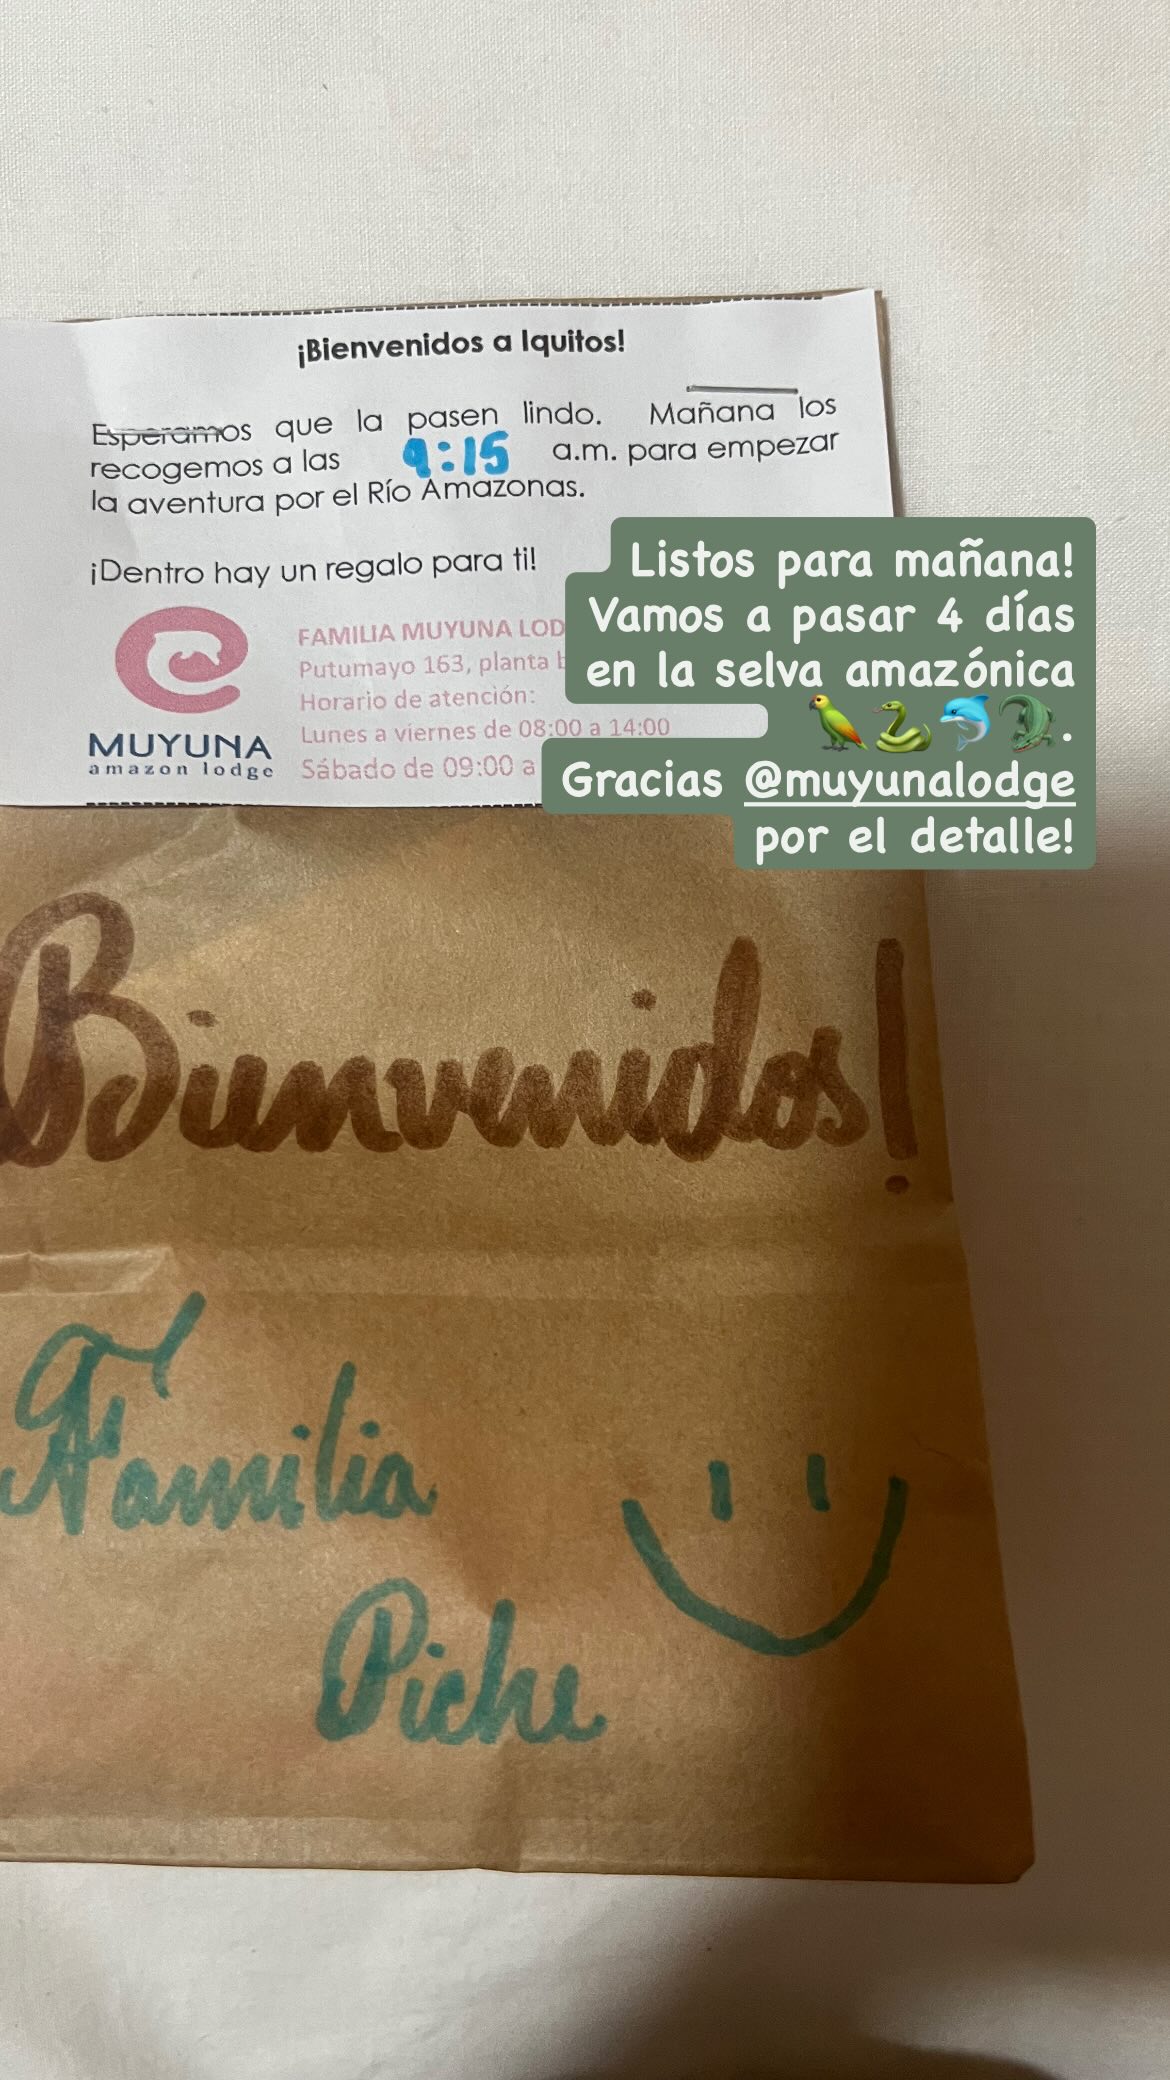 ¡Bienvenidos a Iquitos!
Esperamos que la pasen lindo. Mañana los
recogemos a las 9:15 a.m. para empezar
la aventura por el Río Amazonas.
¡Dentro hay un regalo para ti!
FAMILIA MUYUNA LOD
Putumayo 163, planta b
Horario de atención:
Lunes a viernes de 08:00 a 14:00
Sábado de 09:00 a
MUYUNA
amazon lodge
Listos para mañana!
Vamos a pasar 4 días
en la selva amazónica
🦜🐍🐬🐊.
Gracias @muyunalodge
por el detalle!
Bienvenidos!
Familia
Piche